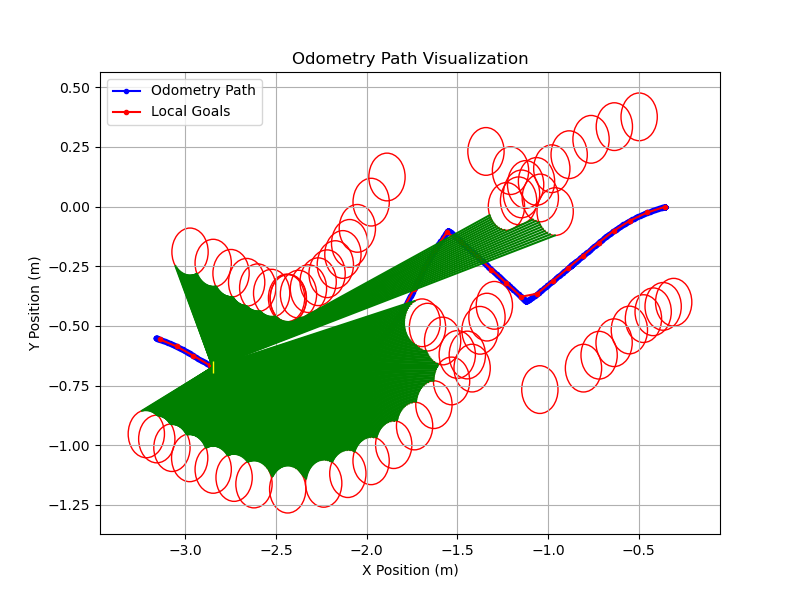 Odometry Path Visualization
Odometry Path
Local Goals
0.50
0.25
0.00
−0.25
−0.50
−0.75
−1.00
−1.25
Y Position (m)
−3.0 −2.5 −2.0 −1.5 −1.0 −0.5
X Position (m)